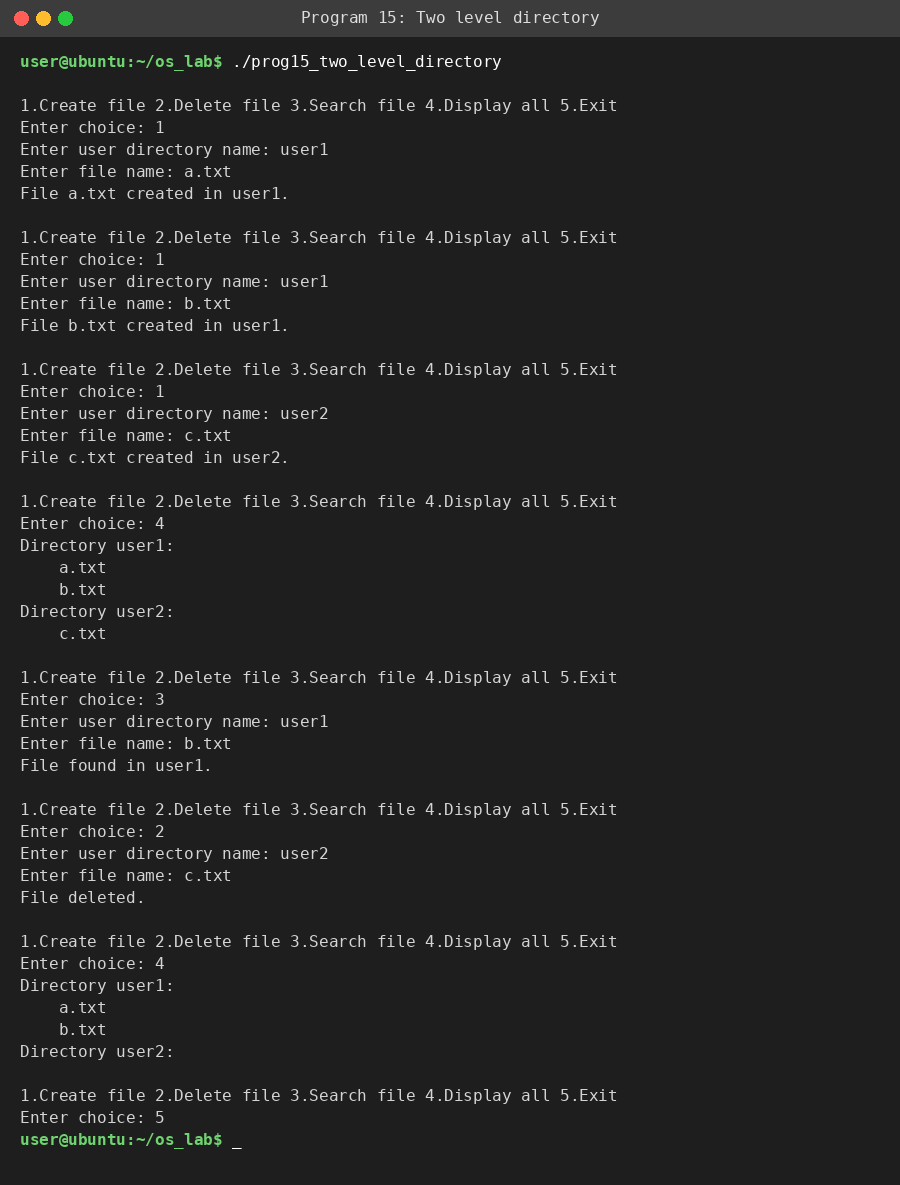 Program 15: Two level directory
user@ubuntu:~/os_lab$ ./prog15_two_level_directory
1.Create file 2.Delete file 3.Search file 4.Display all 5.Exit
Enter choice: 1
Enter user directory name: user1
Enter file name: a.txt
File a.txt created in user1.
1.Create file 2.Delete file 3.Search file 4.Display all 5.Exit
Enter choice: 1
Enter user directory name: user1
Enter file name: b.txt
File b.txt created in user1.
1.Create file 2.Delete file 3.Search file 4.Display all 5.Exit
Enter choice: 1
Enter user directory name: user2
Enter file name: c.txt
File c.txt created in user2.
1.Create file 2.Delete file 3.Search file 4.Display all 5.Exit
Enter choice: 4
Directory user1:
    a.txt
    b.txt
Directory user2:
    c.txt
1.Create file 2.Delete file 3.Search file 4.Display all 5.Exit
Enter choice: 3
Enter user directory name: user1
Enter file name: b.txt
File found in user1.
1.Create file 2.Delete file 3.Search file 4.Display all 5.Exit
Enter choice: 2
Enter user directory name: user2
Enter file name: c.txt
File deleted.
1.Create file 2.Delete file 3.Search file 4.Display all 5.Exit
Enter choice: 4
Directory user1:
    a.txt
    b.txt
Directory user2:
1.Create file 2.Delete file 3.Search file 4.Display all 5.Exit
Enter choice: 5
user@ubuntu:~/os_lab$ _